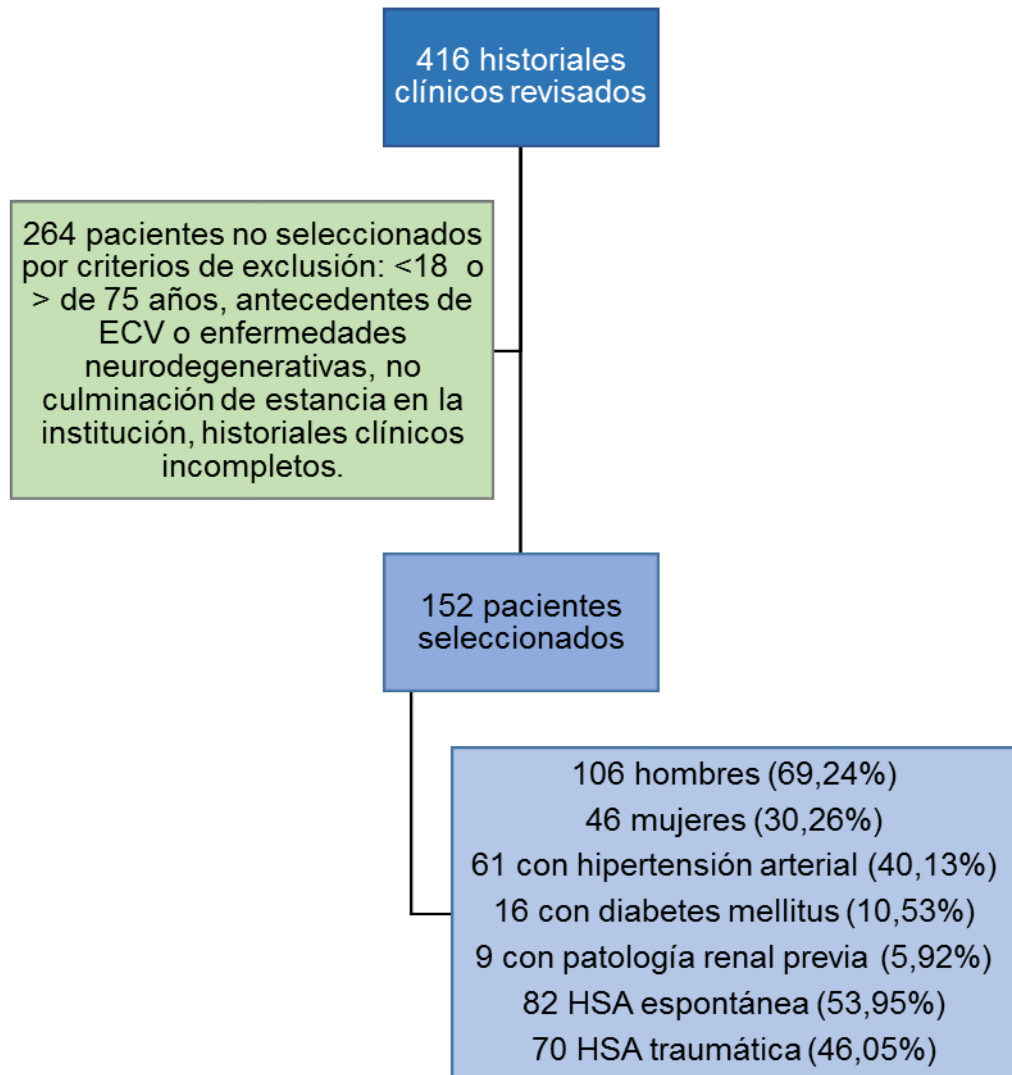 416 historiales
clínicos revisados
264 pacientes no seleccionados
por criterios de exclusión: <18 o
> de 75 años, antecedentes de
ECV o enfermedades
neurodegenerativas, no
culminación de estancia en la
institución, historiales clínicos
incompletos.
152 pacientes
seleccionados
106 hombres (69,24%)
46 mujeres (30,26%)
61 con hipertensión arterial (40,13%)
16 con diabetes mellitus (10,53%)
9 con patología renal previa (5,92%)
82 HSA espontánea (53,95%)
70 HSA traumática (46,05%)